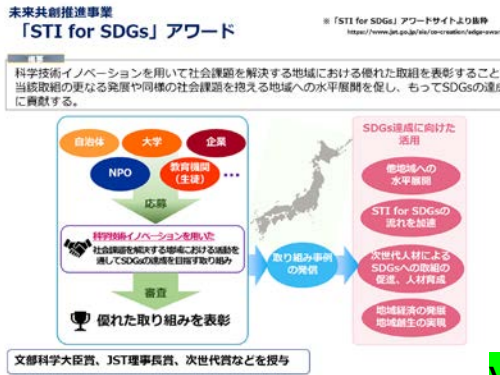 未来共創推進事業
「STI for SDGs」アワード
※「STI for SDGs」アワードサイトより抜粋
https://www.jst.go.jp/sis/co-creation/sdgs-awar
概要
科学技術イノベーションを用いて社会課題を解決する地域における優れた取組を表彰すること
当該取組の更なる発展や同様の社会課題を抱える地域への水平展開を促し、もってSDGsの達成
に貢献する。
自治体
大学
企業
NPO
教育機関
(生徒)
…
応募
科学技術イノベーションを用いた
社会課題を解決する地域における活動を
通してSDGsの達成を目指す取り組み
審査
優れた取り組みを表彰
取り組み事例
の発信
SDGs達成に向けた
活用
他地域への
水平展開
STI for SDGsの
流れを加速
次世代人材による
SDGsへの取組の
促進、人材育成
地域経済の発展
地域創生の実現
文部科学大臣賞、JST理事長賞、次世代賞などを授与